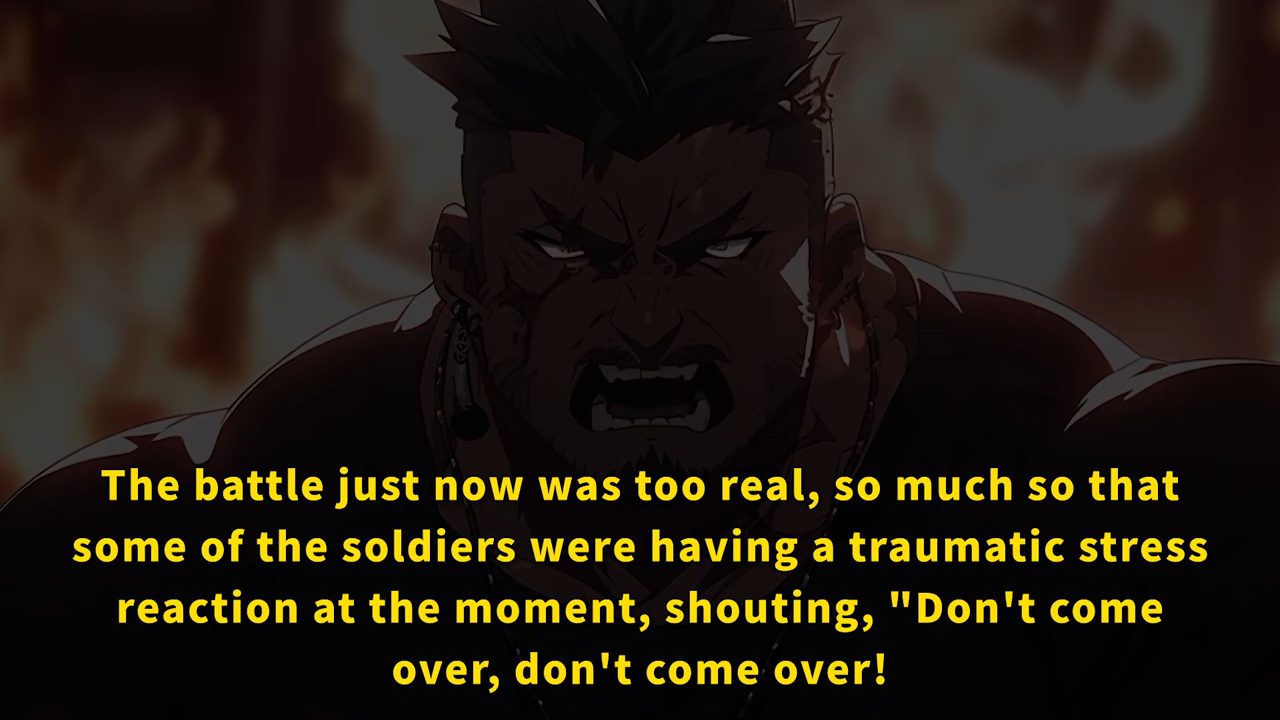 The battle just now was too real, so much so that
some of the soldiers were having a traumatic stress
reaction at the moment, shouting, "Don't come
over, don't come over!